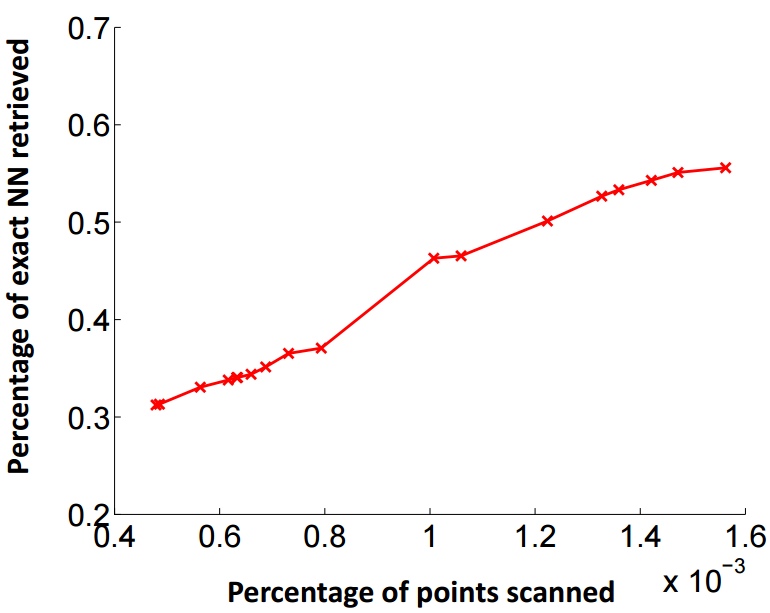 0.7
0.6
0.5
0.4
0.3
0.2
Percentage of exact NN retrieved
0.4 0.6 0.8 1 1.2 1.4 1.6
x 10⁻³
Percentage of points scanned